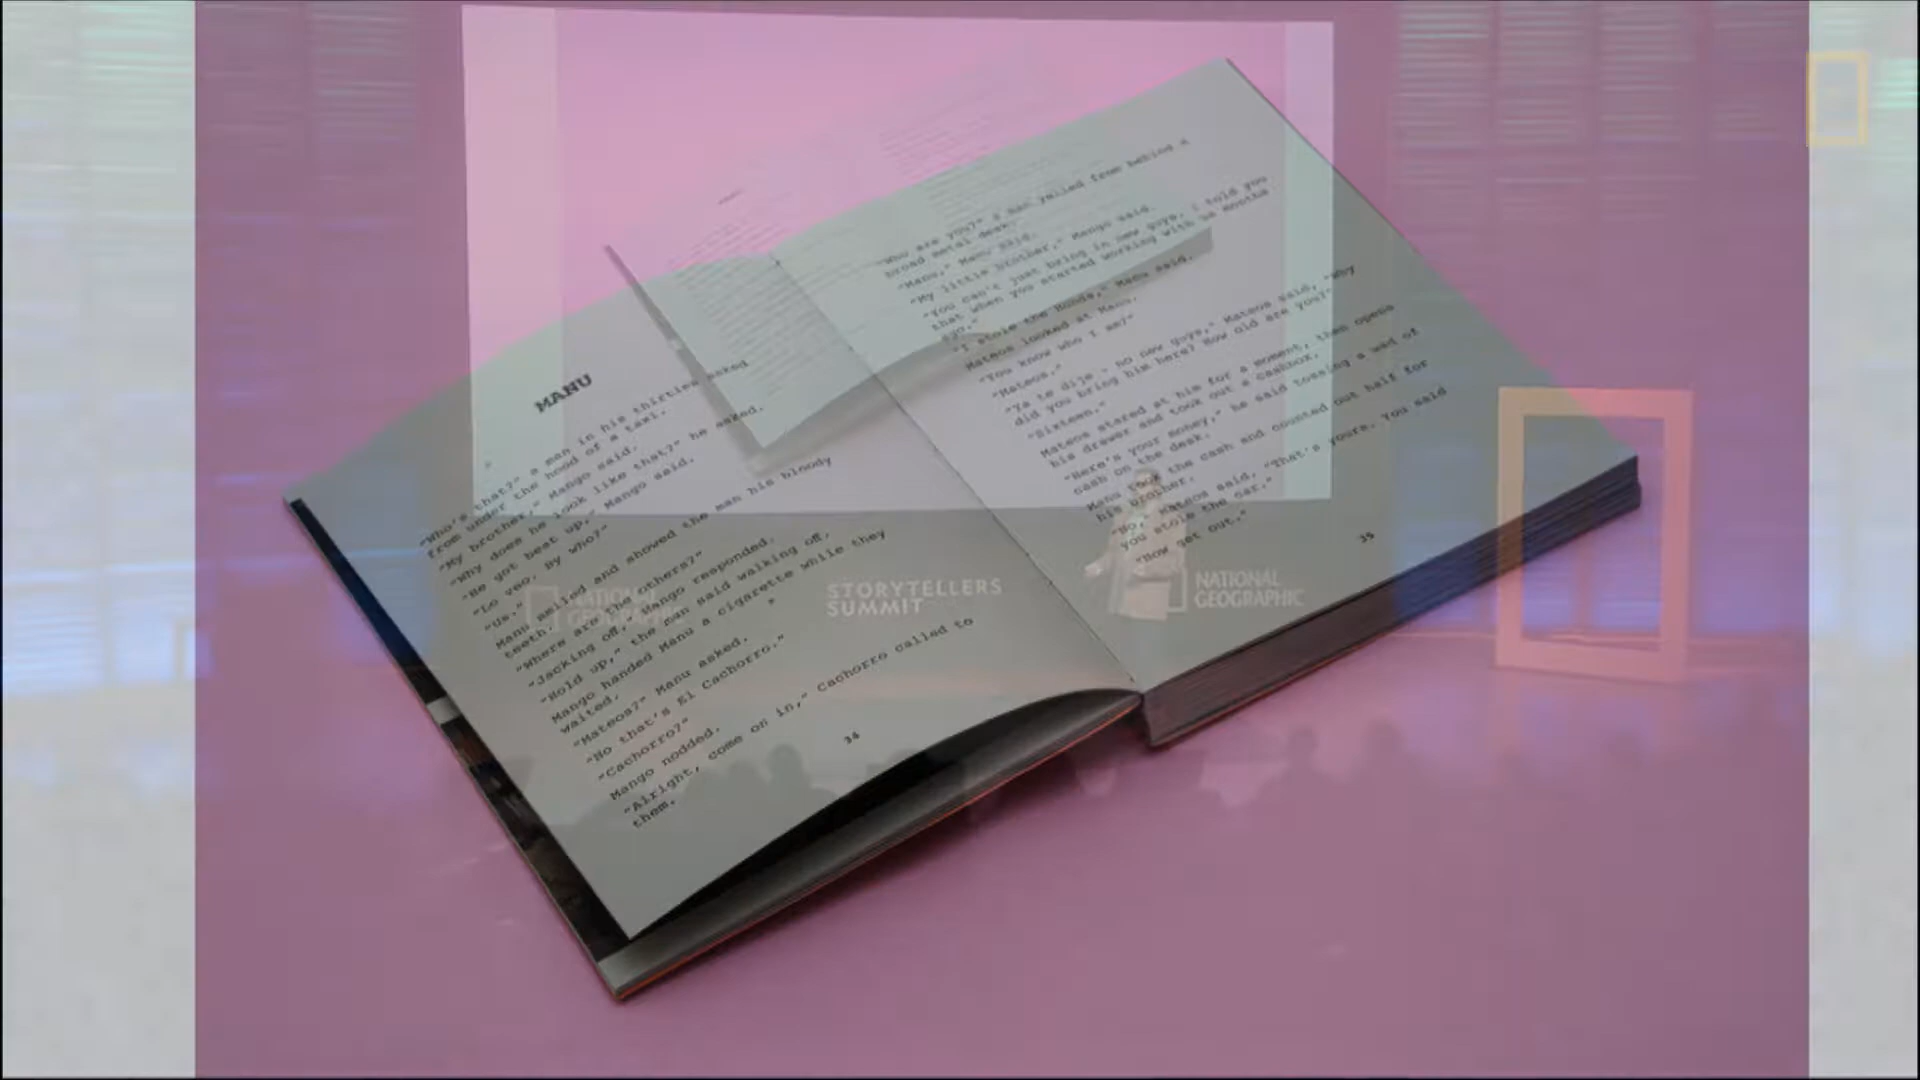 MANU
"Who's that?" a man in his thirties asked
from under the hood of a taxi.
"My brother," Mango said.
"Why does he look like that?" he asked.
"He got beat up," Mango said.
"Lo veo. By who?"
"Us."
Manu smiled and showed the man his bloody
teeth.
"Where are the others?"
"Jacking off," Mango responded.
"Hold up," the man said walking off,
Mango handed Manu a cigarette while they
waited.
"Mateos?" Manu asked.
"No that's El Cachorro."
"Cachorro?"
Mango nodded.
"Alright, come on in," Cachorro called to
them.
34
"Who are you?" a man yelled from behind a
broad metal desk.
"Manu," Manu said.
"My little brother," Mango said.
"You can't just bring in new guys, I told you
that when you started working with us months
ago."
"I stole the Honda," Manu said.
Mateos looked at Manu.
"You know who I am?"
"Mateos."
"Ya te dije - no new guys," Mateos said, "Why
did you bring him here? How old are you?"
"Sixteen."
Mateos stared at him for a moment, then opens
his drawer and took out a cashbox.
"Here's your money," he said tossing a wad of
cash on the desk.
Manu took the cash and counted out half for
his brother.
"No," Mateos said, "That's yours. You said
you stole the car."
"Now get out."
35
NATIONAL
GEOGRAPHIC
STORYTELLERS
SUMMIT
NATIONAL
GEOGRAPHIC